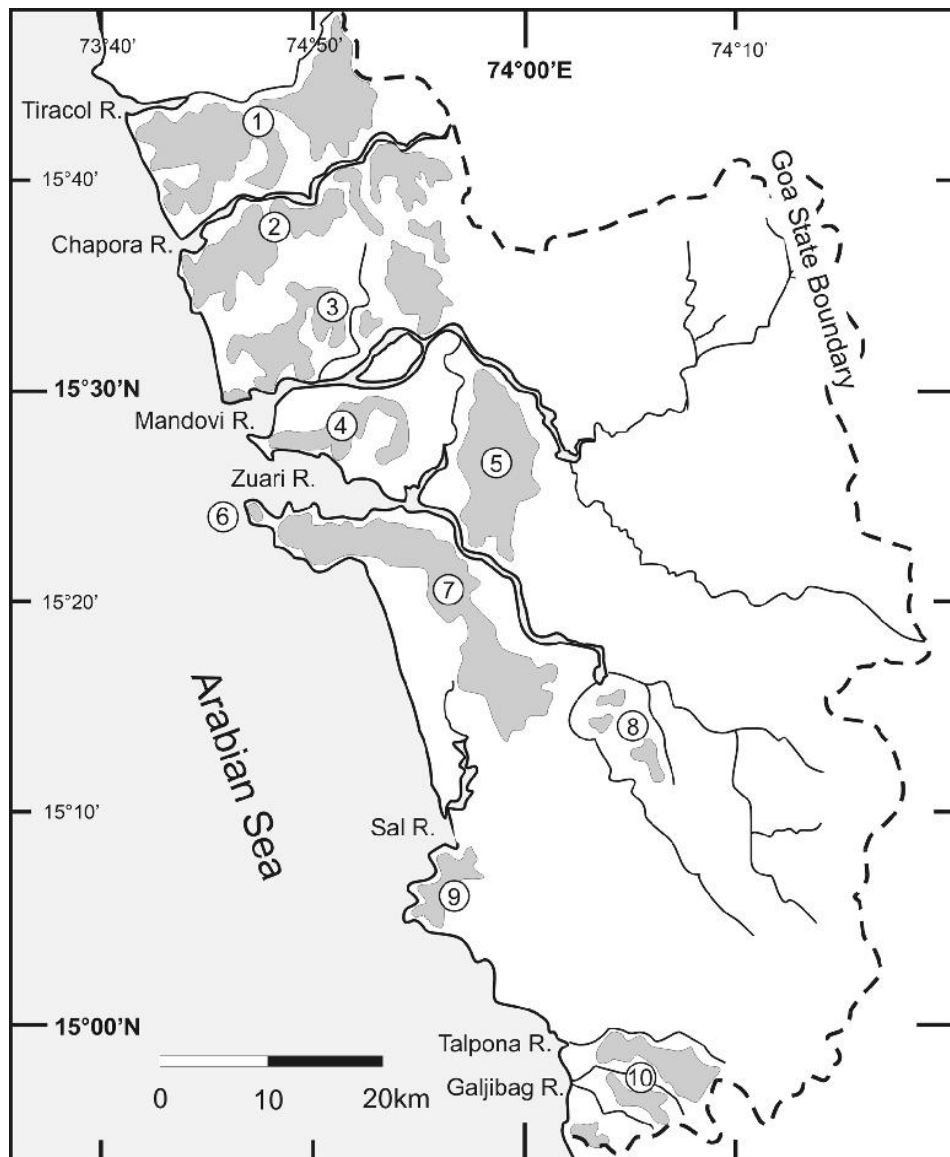 73°40'
74°50'
74°00'E
74°10'
Tiracol R.
1
15°40'
Goa State Boundary
2
Chapora R.
3
15°30'N
Mandovi R.
4
5
Zuari R.
6
7
15°20'
Arabian Sea
8
15°10'
Sal R.
9
15°00'N
Talpona R.
10
Galjibag R.
0 10 20km